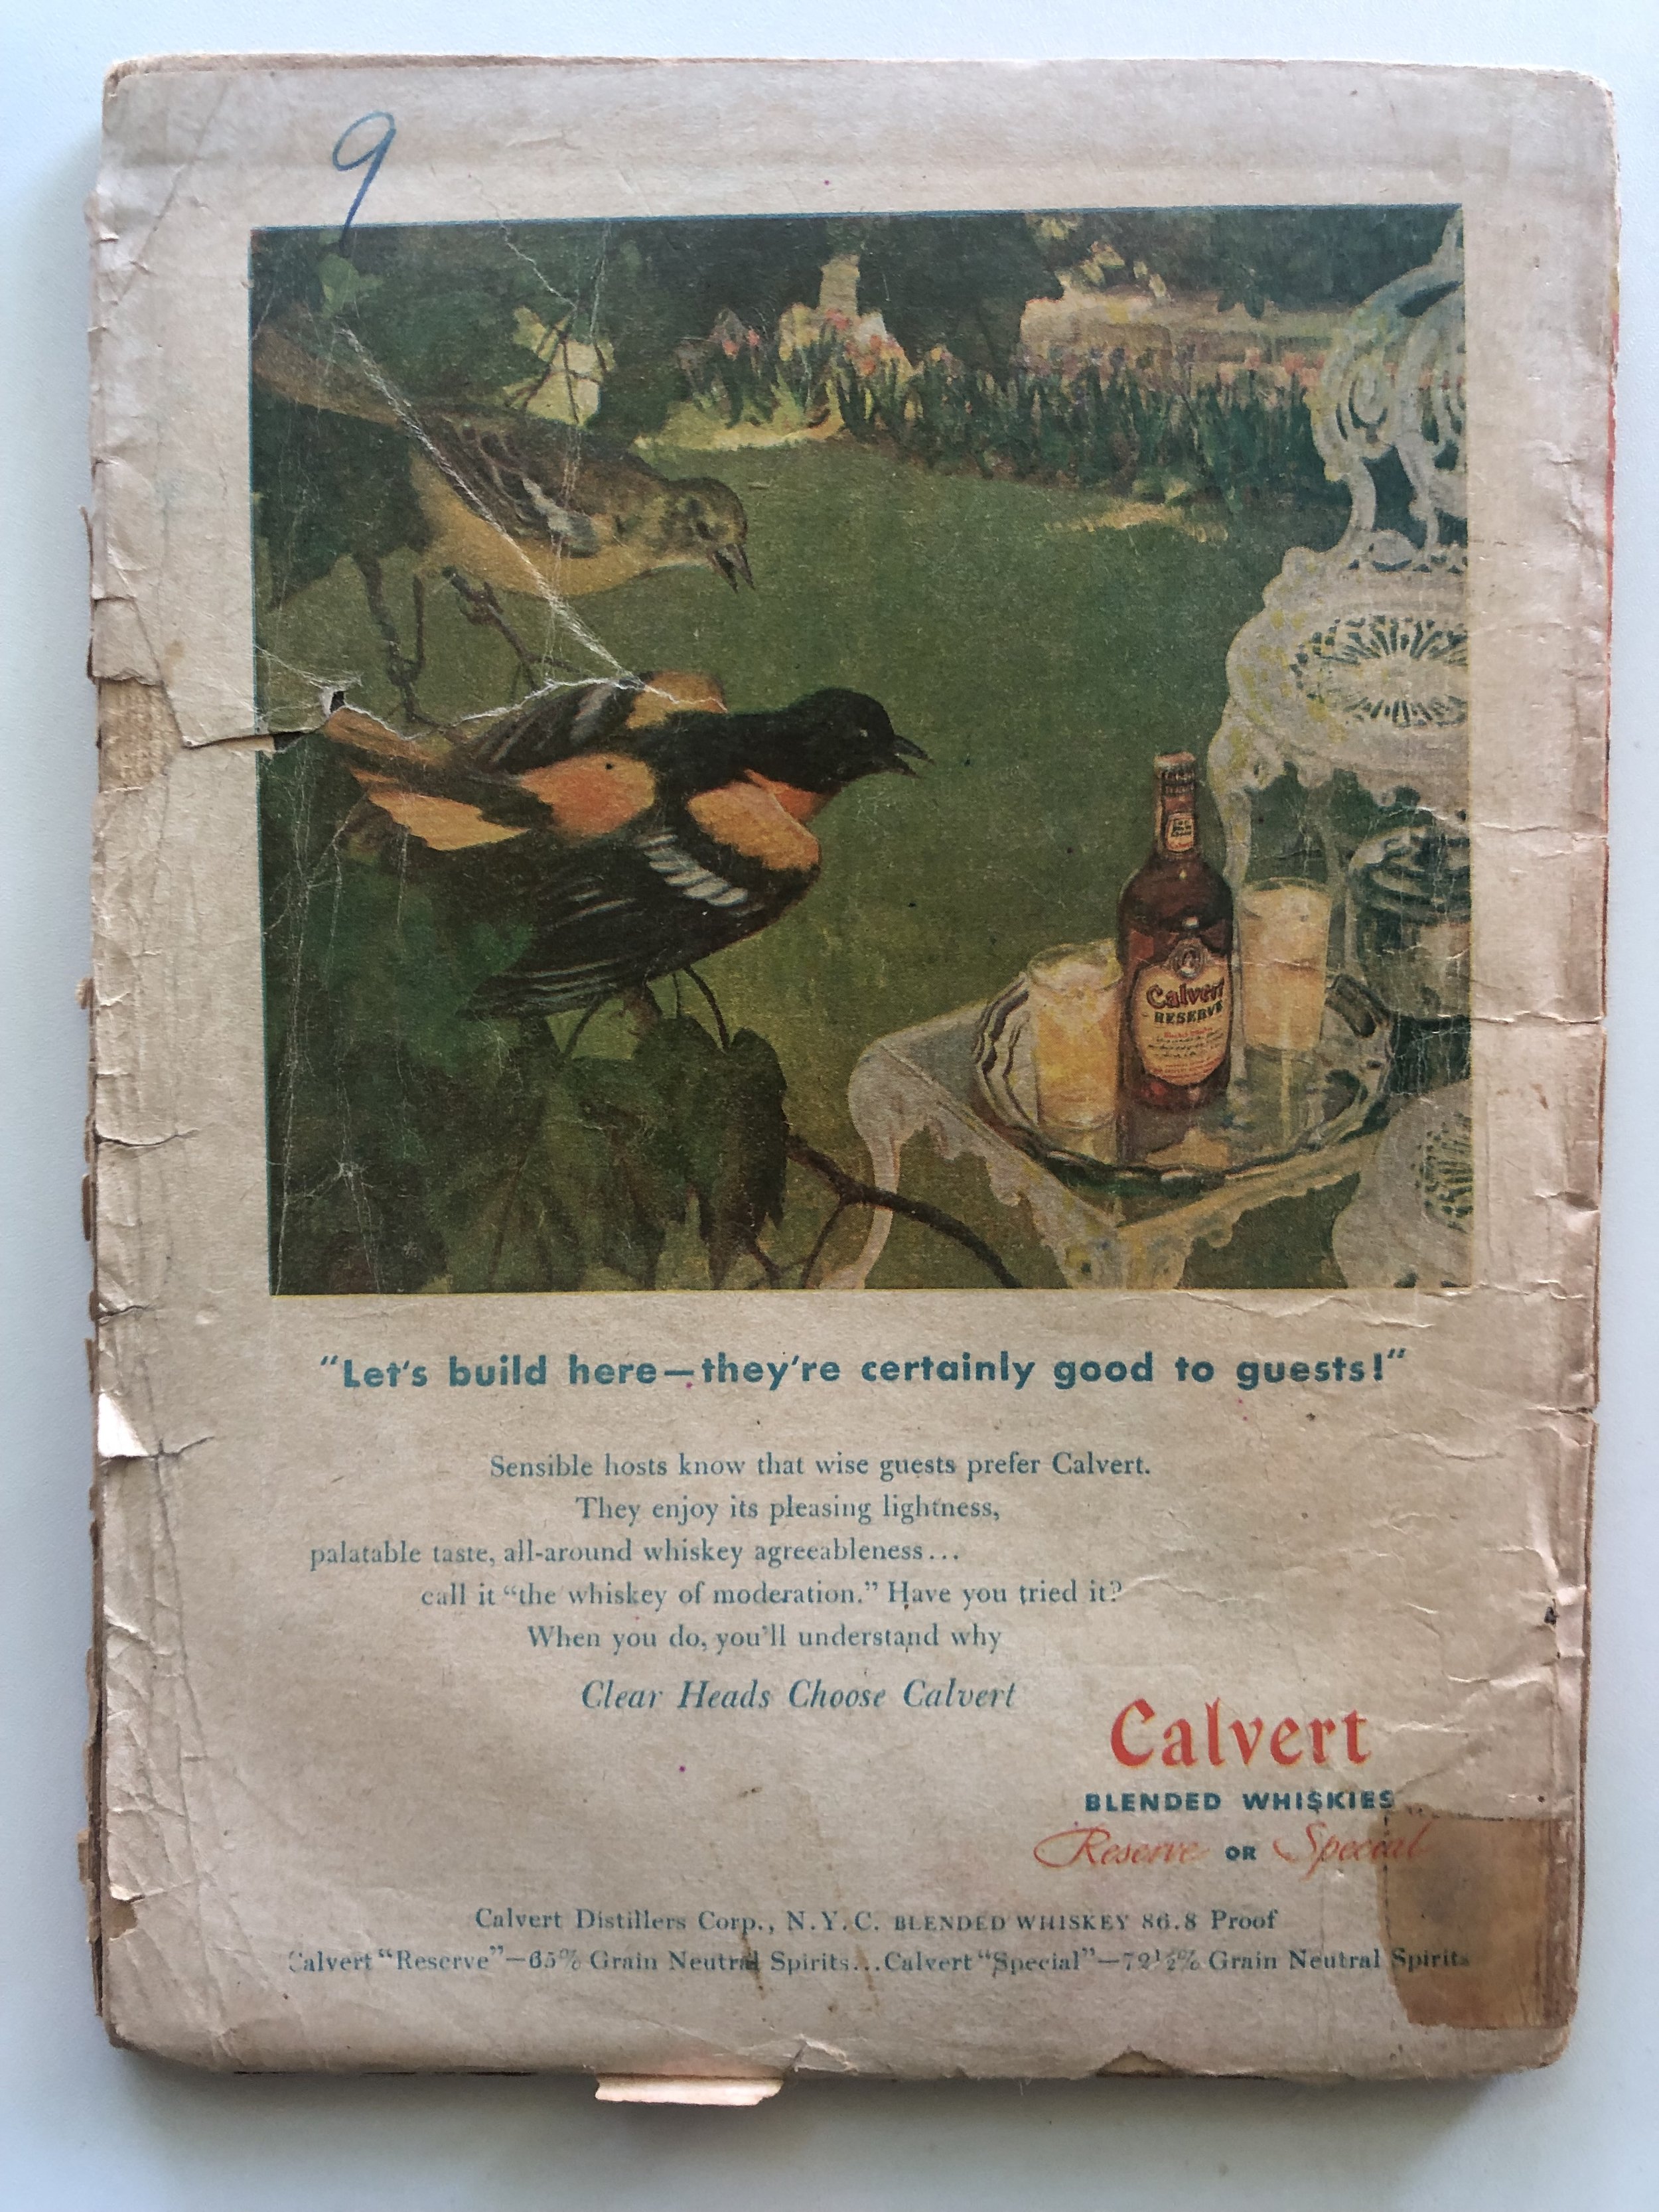 9
Calvert
RESERVE
“Let's build here—they're certainly good to guests!”
Sensible hosts know that wise guests prefer Calvert.
They enjoy its pleasing lightness,
palatable taste, all-around whiskey agreeableness...
call it “the whiskey of moderation.” Have you tried it?
When you do, you'll understand why
Clear Heads Choose Calvert
Calvert
BLENDED WHISKIES
Reserve OR Special
Calvert Distillers Corp., N.Y.C. BLENDED WHISKEY 86.8 Proof
Calvert “Reserve”—65% Grain Neutral Spirits...Calvert “Special”—72½% Grain Neutral Spirits